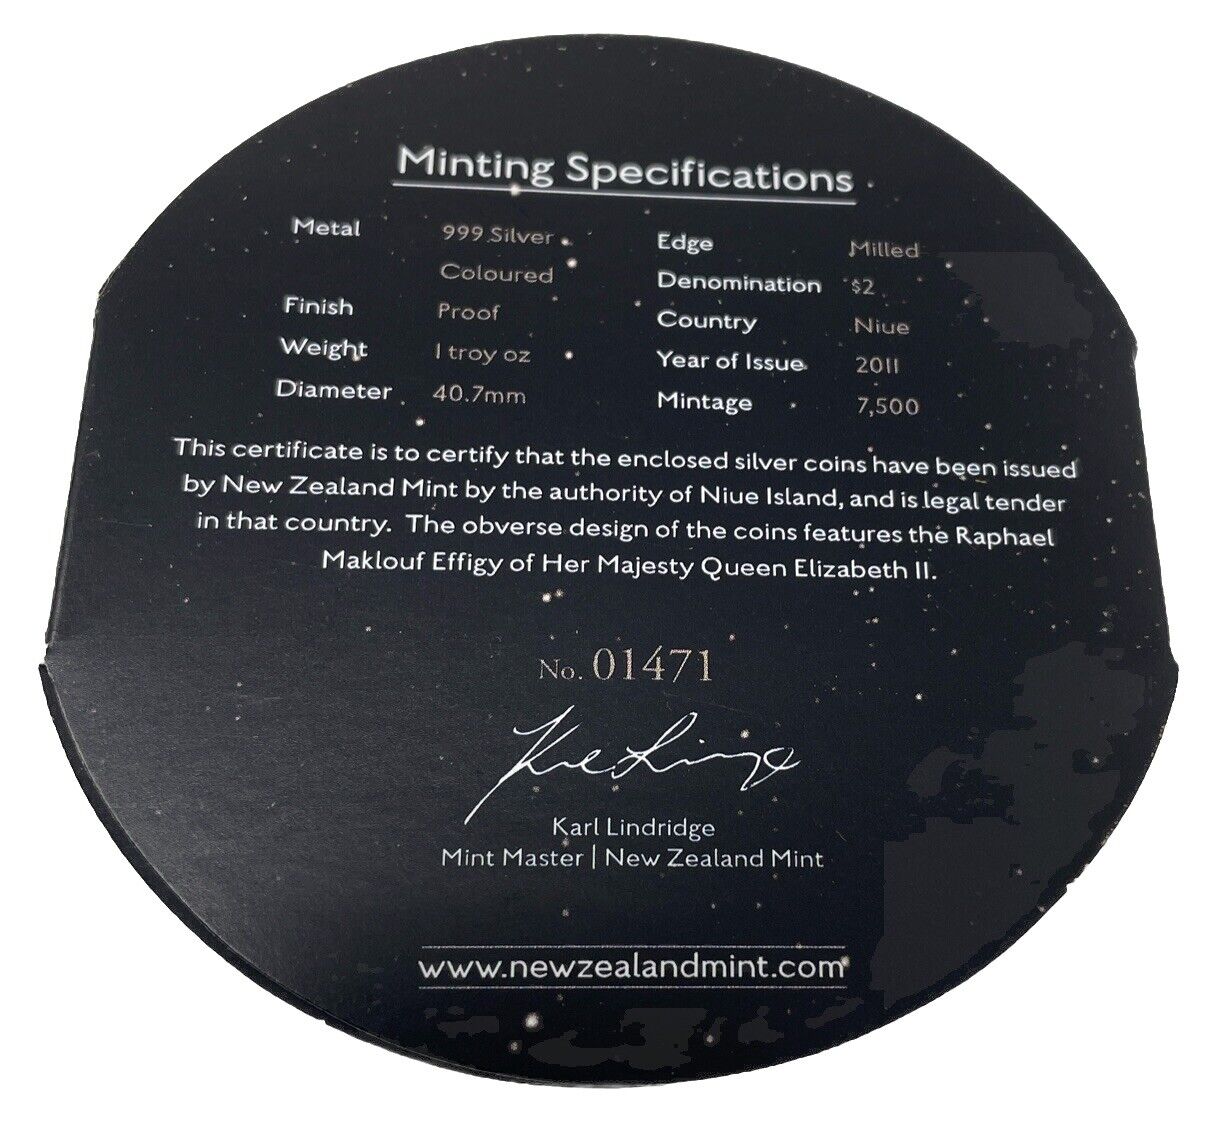 Minting Specifications
Metal 999 Silver Edge Milled
Coloured Denomination $2
Finish Proof Country Niue
Weight 1 troy oz Year of Issue 2011
Diameter 40.7mm Mintage 7,500
This certificate is to certify that the enclosed silver coins have been issued
by New Zealand Mint by the authority of Niue Island, and is legal tender
in that country. The obverse design of the coins features the Raphael
Maklouf Effigy of Her Majesty Queen Elizabeth II.
No. 01471
Karl Lindridge
Mint Master | New Zealand Mint
www.newzealandmint.com